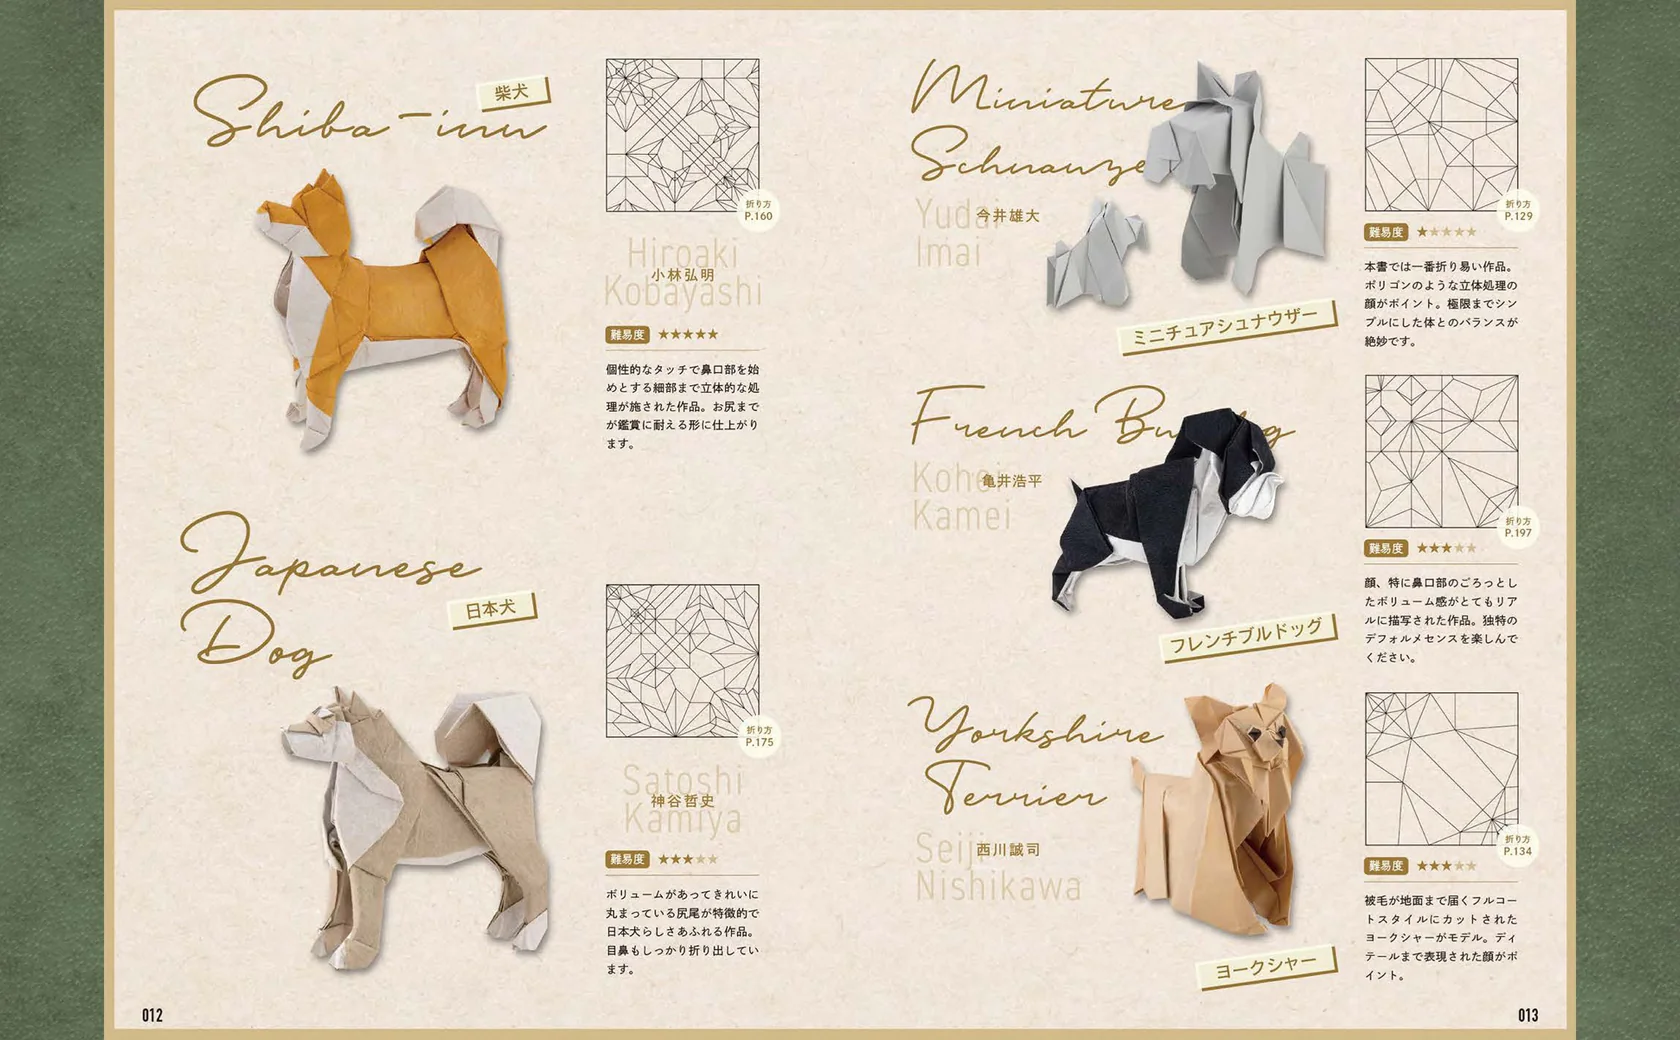 Shiba-inu
柴犬
折り方
P.160
Hiroaki
小林弘明
Kobayashi
難易度 ★★★★★
個性的なタッチで鼻口部を始
めとする細部まで立体的な処
理が施された作品。お尻まで
が鑑賞に耐える形に仕上がり
ます。
Japanese
Dog
日本犬
折り方
P.175
Satoshi
神谷哲史
Kamiya
難易度 ★★★★★
ボリュームがあってきれいに
丸まっている尻尾が特徴的で
日本犬らしさあふれる作品。
目鼻もしっかり折り出してい
ます。
012
Miniature
Schnauze
Yudai
今井雄大
Imai
ミニチュアシュナウザー
折り方
P.129
難易度 ★★★★★
本書では一番折り易い作品。
ポリゴンのような立体処理の
顔がポイント。極限までシン
プルにした体とのバランスが
絶妙です。
French Bu g
Kohei
亀井浩平
Kamei
フレンチブルドッグ
折り方
P.197
難易度 ★★★★★
顔、特に鼻口部のごろっとし
たボリューム感がとてもリア
ルに描写された作品。独特の
デフォルメセンスを楽しんで
ください。
Yorkshire
Terrier
Seiji
西川誠司
Nishikawa
ヨークシャー
折り方
P.134
難易度 ★★★★★
被毛が地面まで届くフルコー
トスタイルにカットされた
ヨークシャーがモデル。ディ
テールまで表現された顔がポ
イント。
013